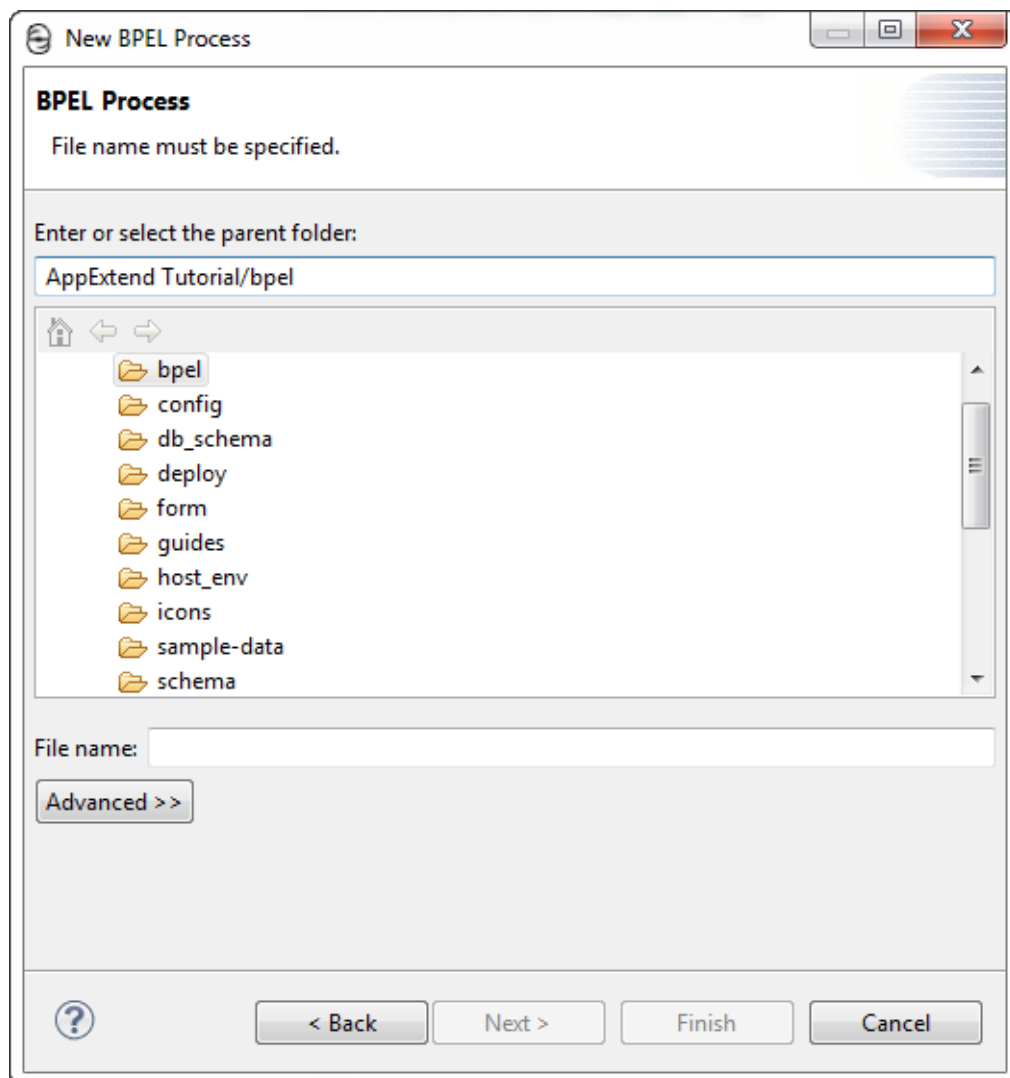 New BPEL Process
BPEL Process
File name must be specified.
Enter or select the parent folder:
AppExtend Tutorial/bpel
bpel
config
db_schema
deploy
form
guides
host_env
icons
sample-data
schema
File name:
Advanced >>
< Back Next > Finish Cancel